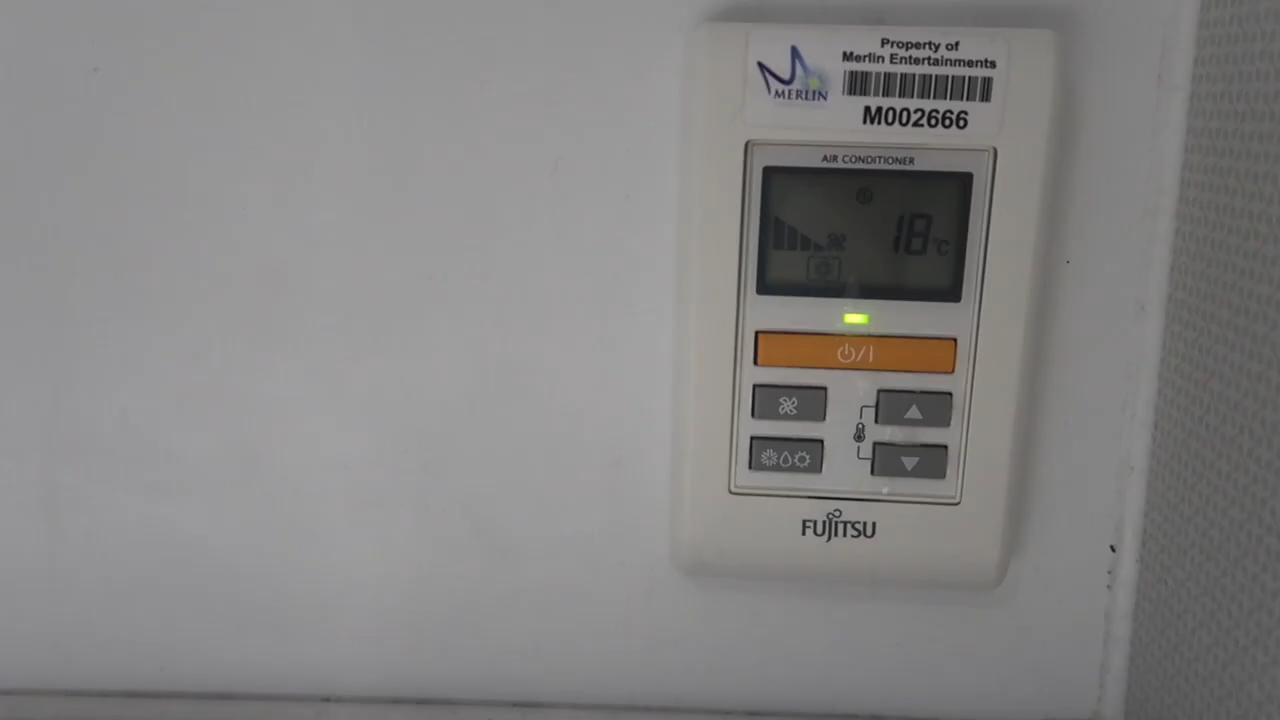 Property of
Merlin Entertainments
MERLIN
M002666
AIR CONDITIONER
18°C
FUJITSU